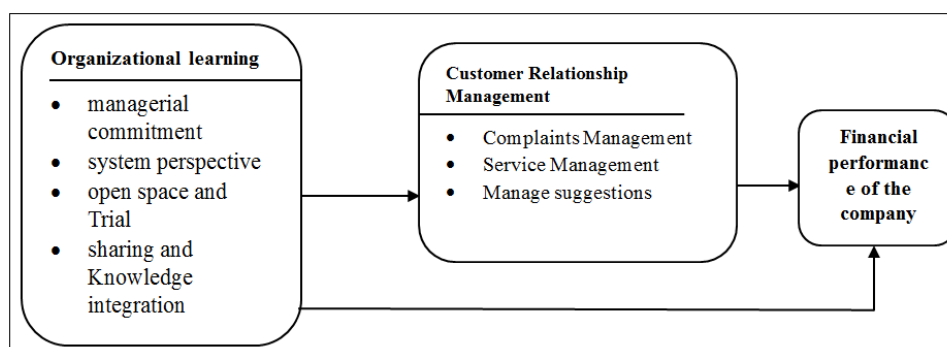 Organizational learning
• managerial
commitment
• system perspective
• open space and
Trial
• sharing and
Knowledge
integration
Customer Relationship
Management
• Complaints Management
• Service Management
• Manage suggestions
Financial
performanc
e of the
company